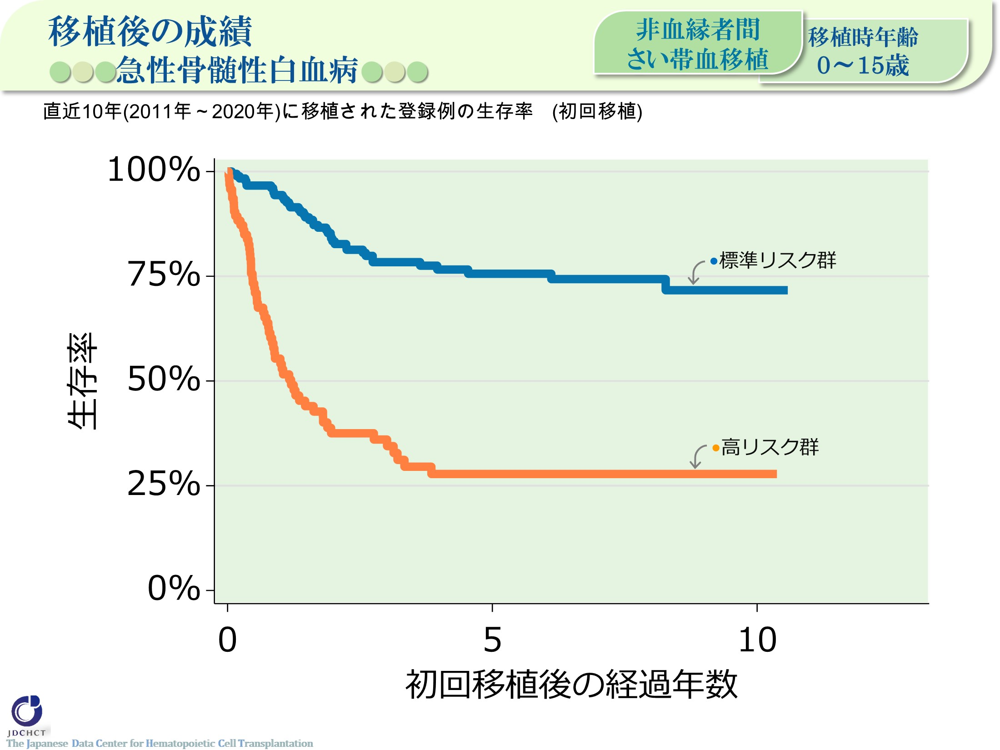 移植後の成績
急性骨髄性白血病
非血縁者間
さい帯血移植
移植時年齢
0～15歳
直近10年(2011年～2020年)に移植された登録例の生存率　(初回移植)
100%
75%
50%
25%
0%
生存率
標準リスク群
高リスク群
0
5
10
初回移植後の経過年数
JDCHCT
The Japanese Data Center for Hematopoietic Cell Transplantation